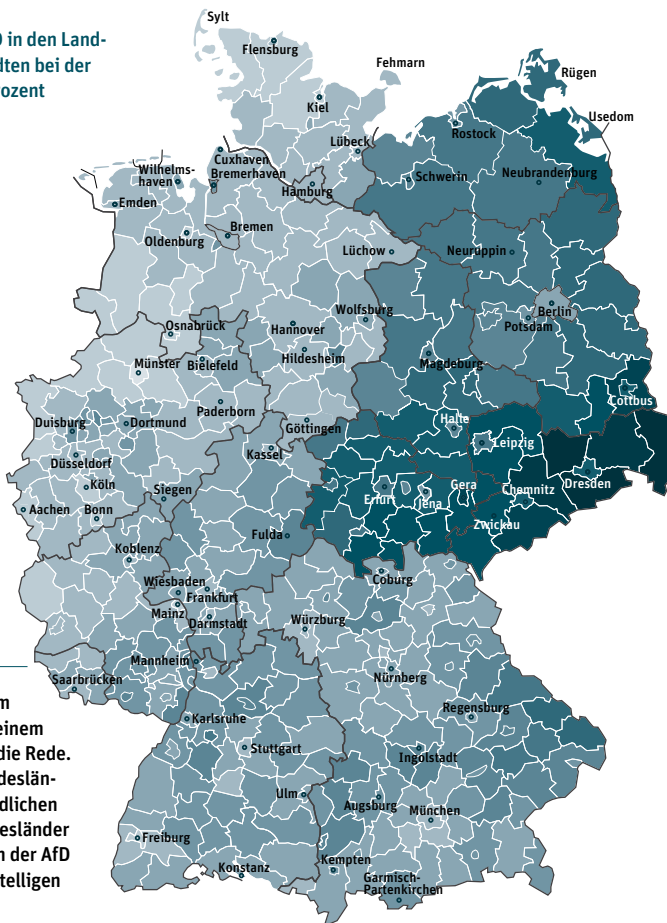 D in den Land-
dten bei der
rozent
Sylt
Flensburg
Fehmarn
Rügen
Kiel
Usedom
Rostock
Lübeck
Cuxhaven
Wilhelms-
haven
Bremerhaven
Schwerin
Neubrandenburg
Hamburg
Emden
Bremen
Oldenburg
Lüchow
Neuruppin
Berlin
Wolfsburg
Potsdam
Osnabrück
Hannover
Hildesheim
Bielefeld
Magdeburg
Münster
Cottbus
Paderborn
Duisburg
Dortmund
Göttingen
Halle
Leipzig
Kassel
Düsseldorf
Dresden
Köln
Siegen
Erfurt
Jena
Gera
Chemnitz
Aachen
Bonn
Zwickau
Fulda
Koblenz
Coburg
Wiesbaden
Frankfurt
Mainz
Darmstadt
Würzburg
Mannheim
Nürnberg
Saarbrücken
Regensburg
Karlsruhe
Stuttgart
Ingolstadt
Ulm
Augsburg
München
Freiburg
Kempten
Konstanz
Garmisch-
Partenkirchen
m
einem
die Rede.
deslän-
dlichen
esländer
n der AfD
telligen